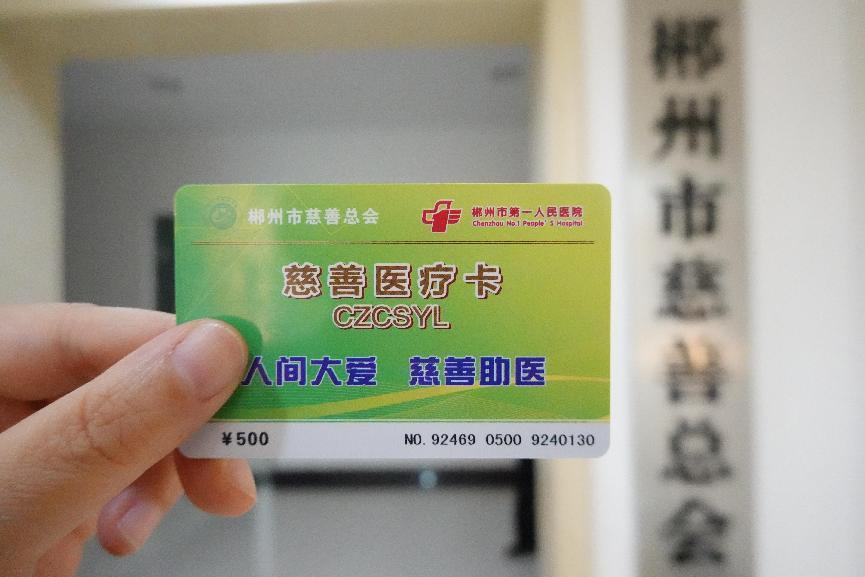 郴州市慈善总会
郴州市第一人民医院
Chenzhou No.1 People' S Hospital
慈善医疗卡
CZCSYL
人间大爱 慈善助医
¥500
NO. 92469 0500 9240130
郴州市慈善总会